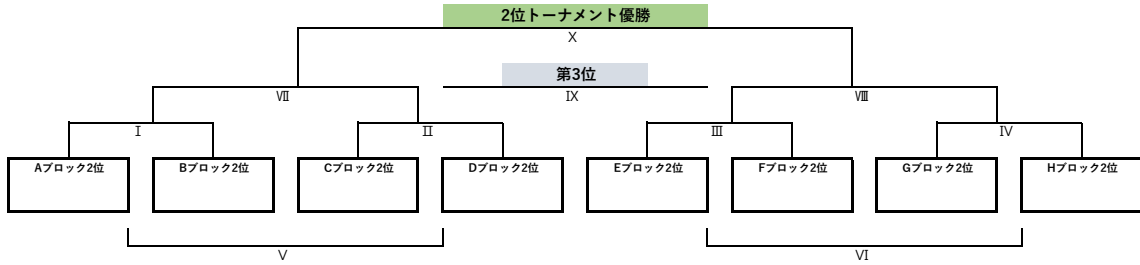 2位トーナメント優勝
X
第3位
Ⅶ Ⅸ Ⅷ
Ⅰ Ⅱ Ⅲ Ⅳ
Aブロック2位 Bブロック2位 Cブロック2位 Dブロック2位 Eブロック2位 Fブロック2位 Gブロック2位 Hブロック2位
Ⅴ Ⅵ